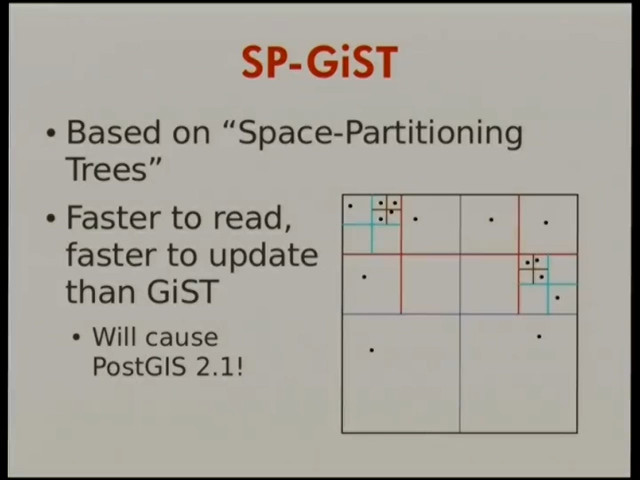 SP-GiST
• Based on “Space-Partitioning
Trees”
• Faster to read,
faster to update
than GiST
• Will cause
PostGIS 2.1!